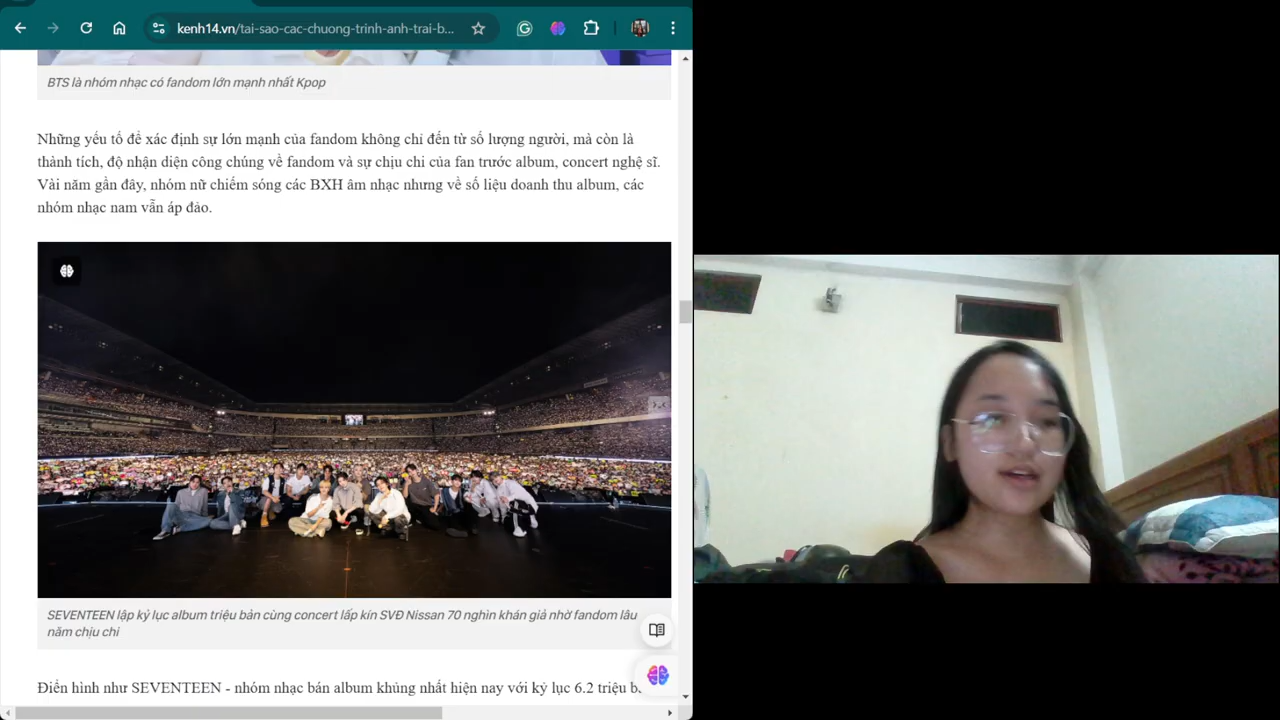 kenh14.vn/tai-sao-cac-chuong-trinh-anh-trai-b...
BTS là nhóm nhạc có fandom lớn mạnh nhất Kpop
Những yếu tố để xác định sự lớn mạnh của fandom không chỉ đến từ số lượng người, mà còn là
thành tích, độ nhận diện công chúng về fandom và sự chịu chi của fan trước album, concert nghệ sĩ.
Vài năm gần đây, nhóm nữ chiếm sóng các BXH âm nhạc nhưng về số liệu doanh thu album, các
nhóm nhạc nam vẫn áp đảo.
SEVENTEEN lập kỷ lục album triệu bản cùng concert lấp kín SVĐ Nissan 70 nghìn khán giả nhờ fandom lâu
năm chịu chi
Điển hình như SEVENTEEN - nhóm nhạc bán album khủng nhất hiện nay với kỷ lục 6.2 triệu